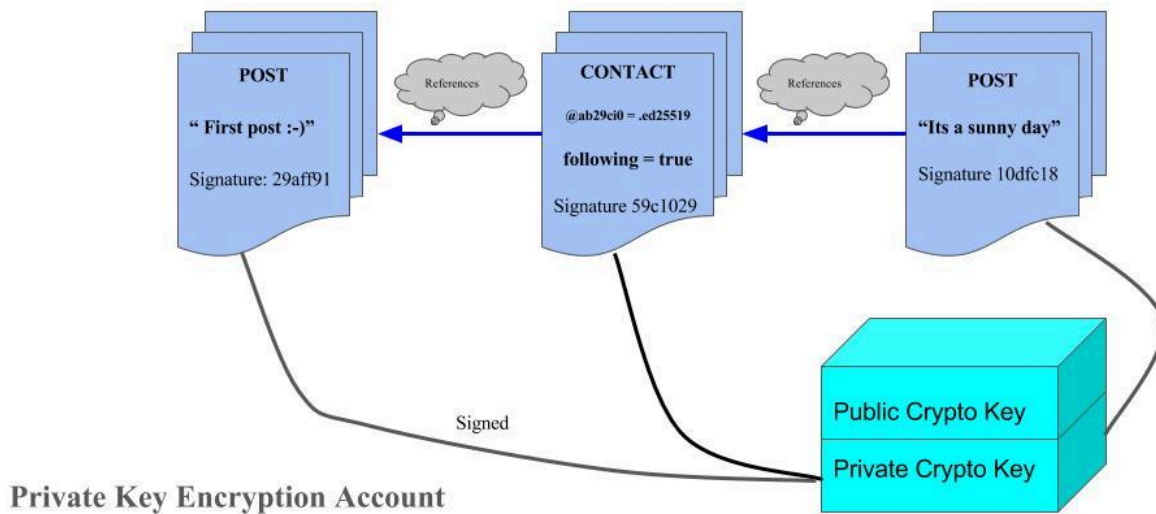 POST
“ First post :-)”
Signature: 29aff91
References
CONTACT
@ab29ci0 = .ed25519
following = true
Signature 59c1029
References
POST
“Its a sunny day”
Signature 10dfc18
Signed
Public Crypto Key
Private Crypto Key
Private Key Encryption Account